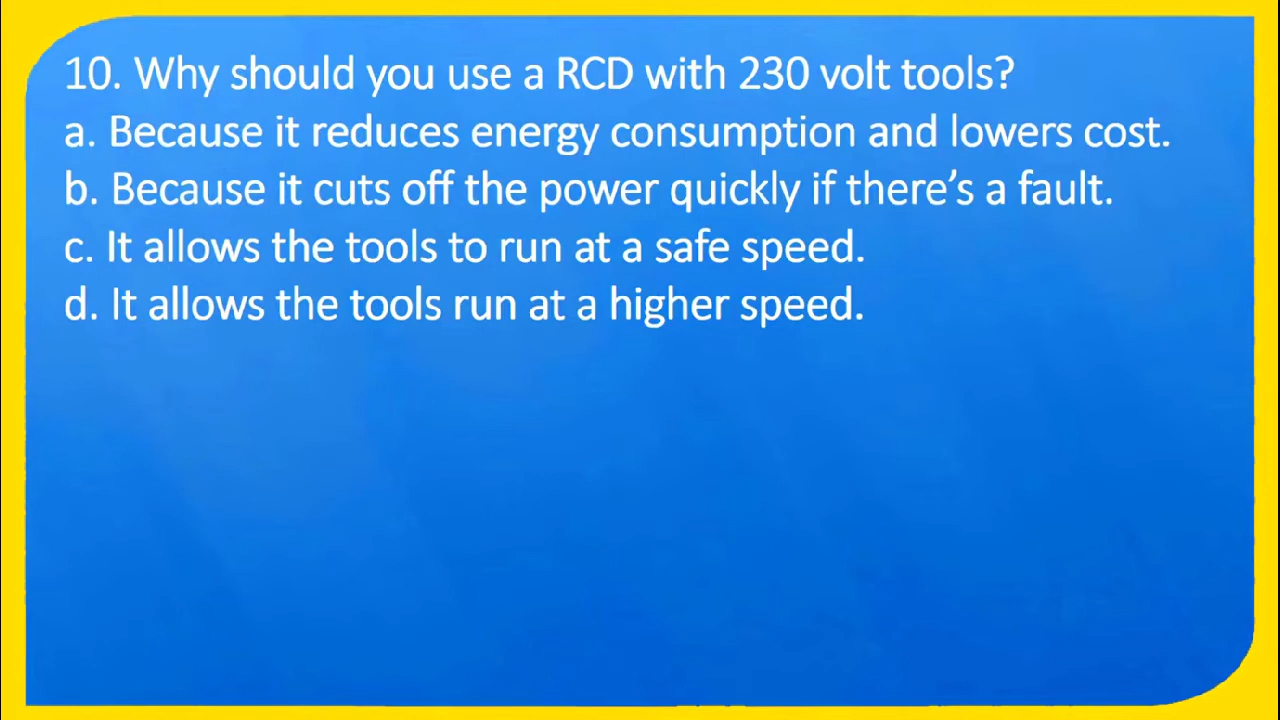 10. Why should you use a RCD with 230 volt tools?
a. Because it reduces energy consumption and lowers cost.
b. Because it cuts off the power quickly if there’s a fault.
c. It allows the tools to run at a safe speed.
d. It allows the tools run at a higher speed.